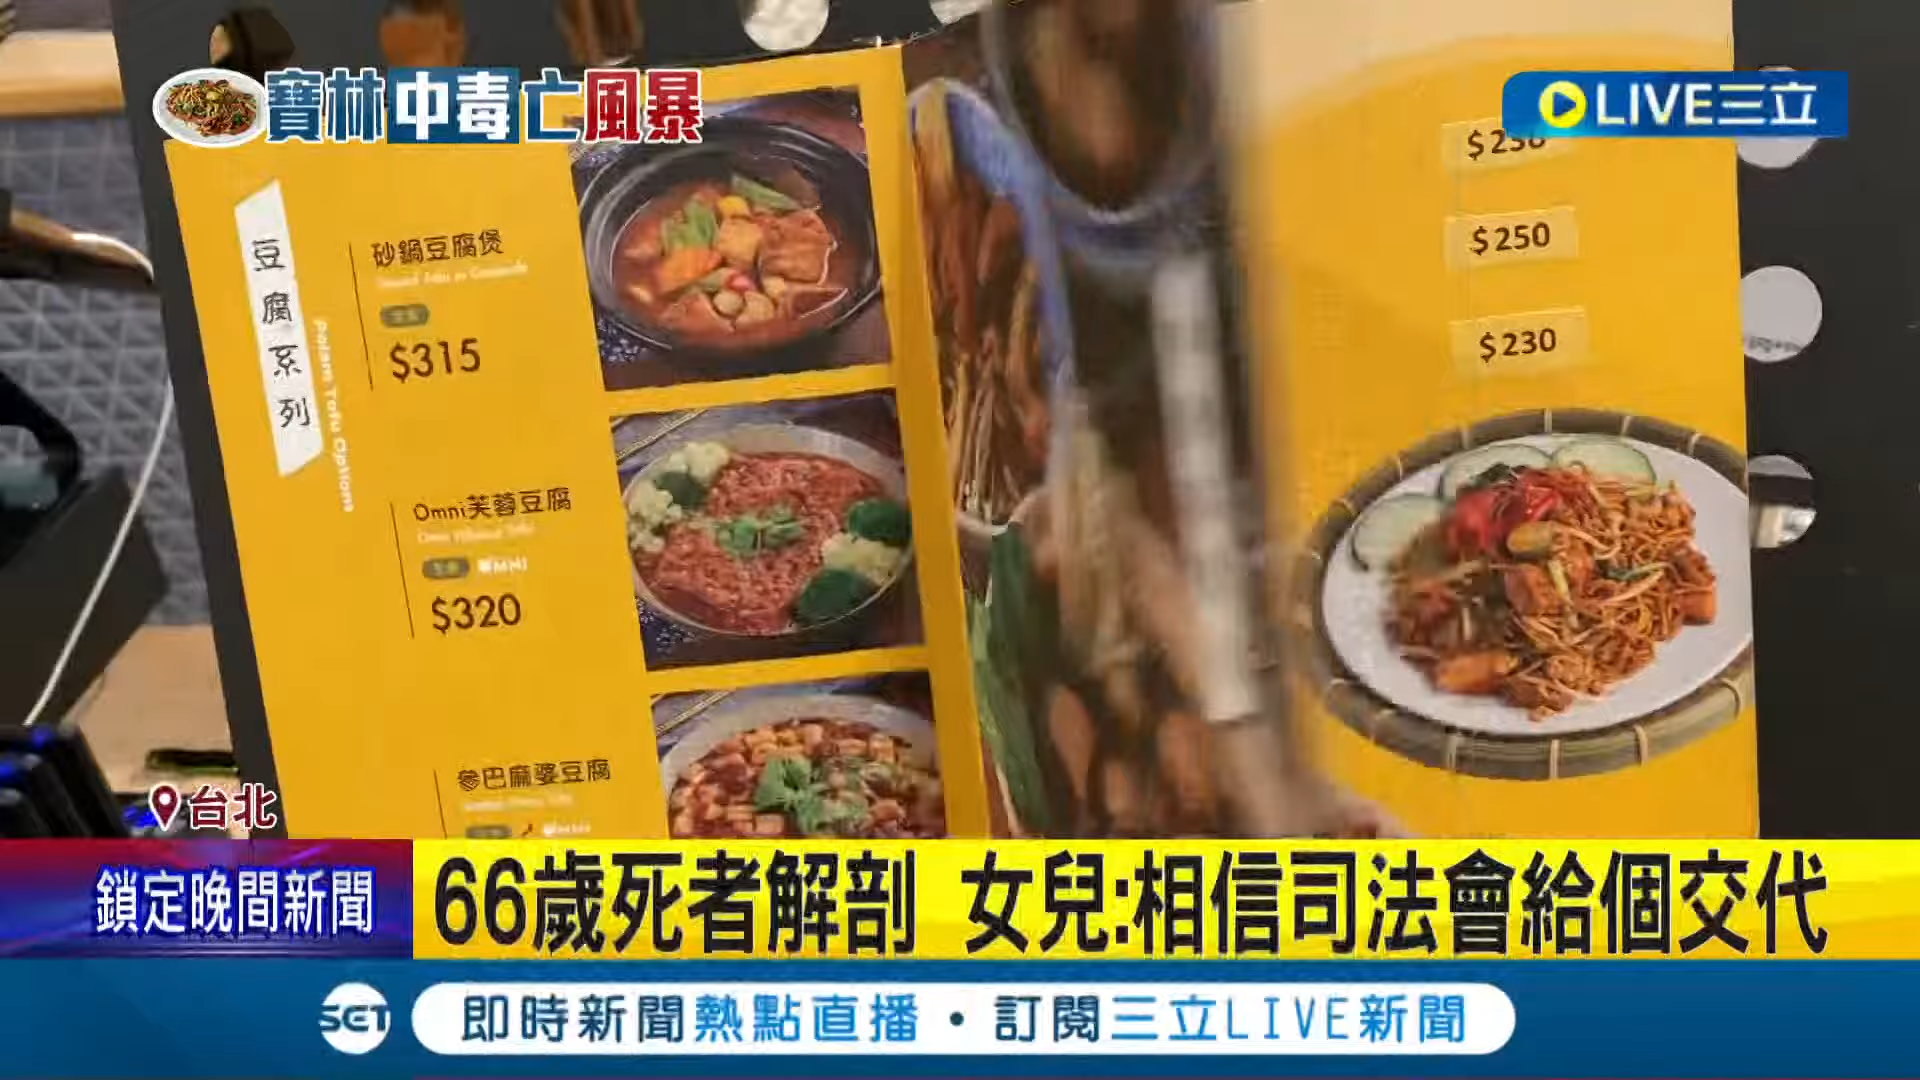 寶林中毒亡風暴
LIVE三立
豆腐系列
Potam Tofu Options
砂鍋豆腐煲
$315
Omni芙蓉豆腐
OMNI
$320
參巴麻婆豆腐
$250
$230
台北
鎖定晚間新聞
66歲死者解剖 女兒:相信司法會給個交代
SET
即時新聞熱點直播・訂閱三立LIVE新聞